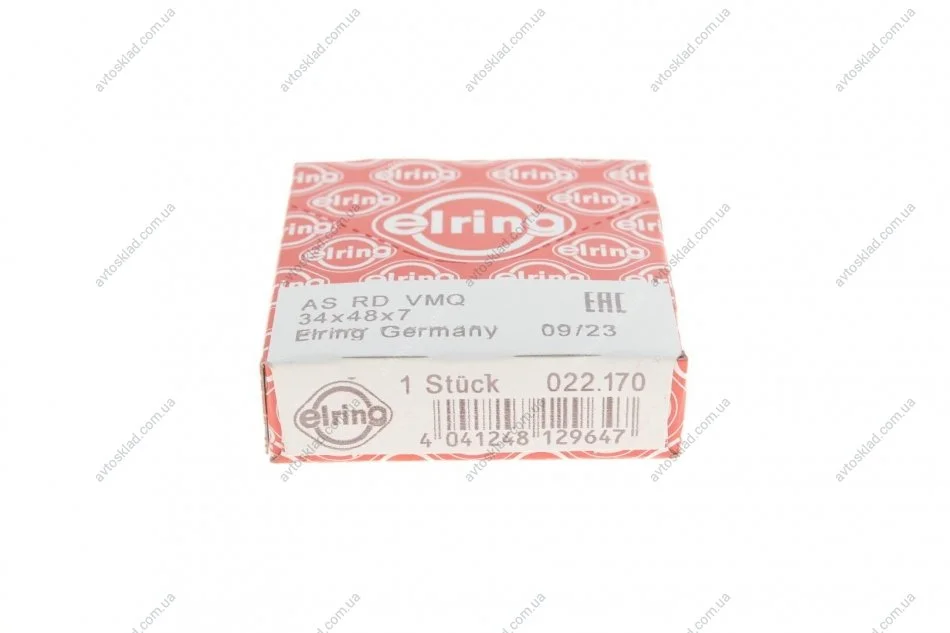 elring
AS RD VMQ
EAC
34x48x7
Elring Germany 09/23
1 Stück 022.170
elring
4 041248 129647
avtosklad.com.ua